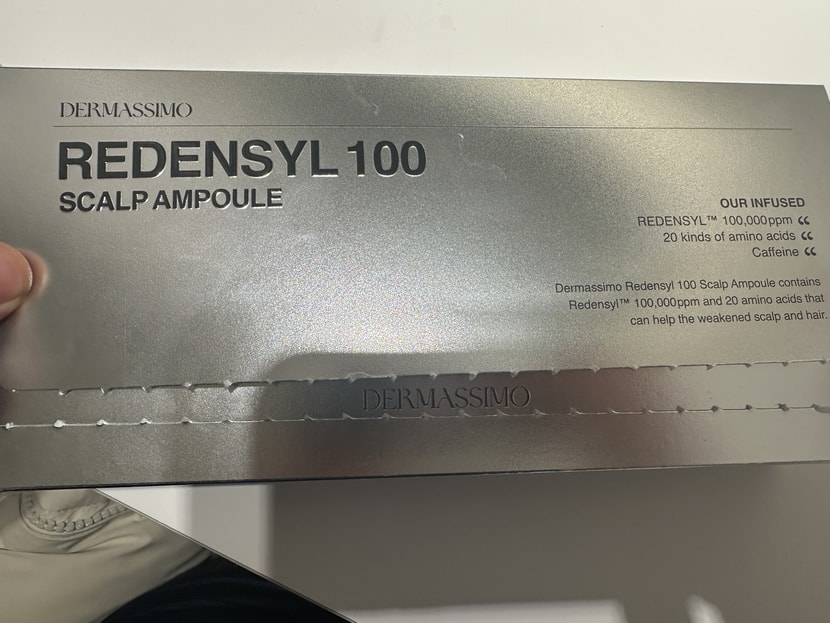 DERMASSIMO
REDENSYL 100
SCALP AMPOULE
OUR INFUSED
REDENSYL™ 100,000ppm
20 kinds of amino acids
Caffeine
Dermassimo Redensyl 100 Scalp Ampoule contains
Redensyl™ 100,000ppm and 20 amino acids that
can help the weakened scalp and hair.
DERMASSIMO